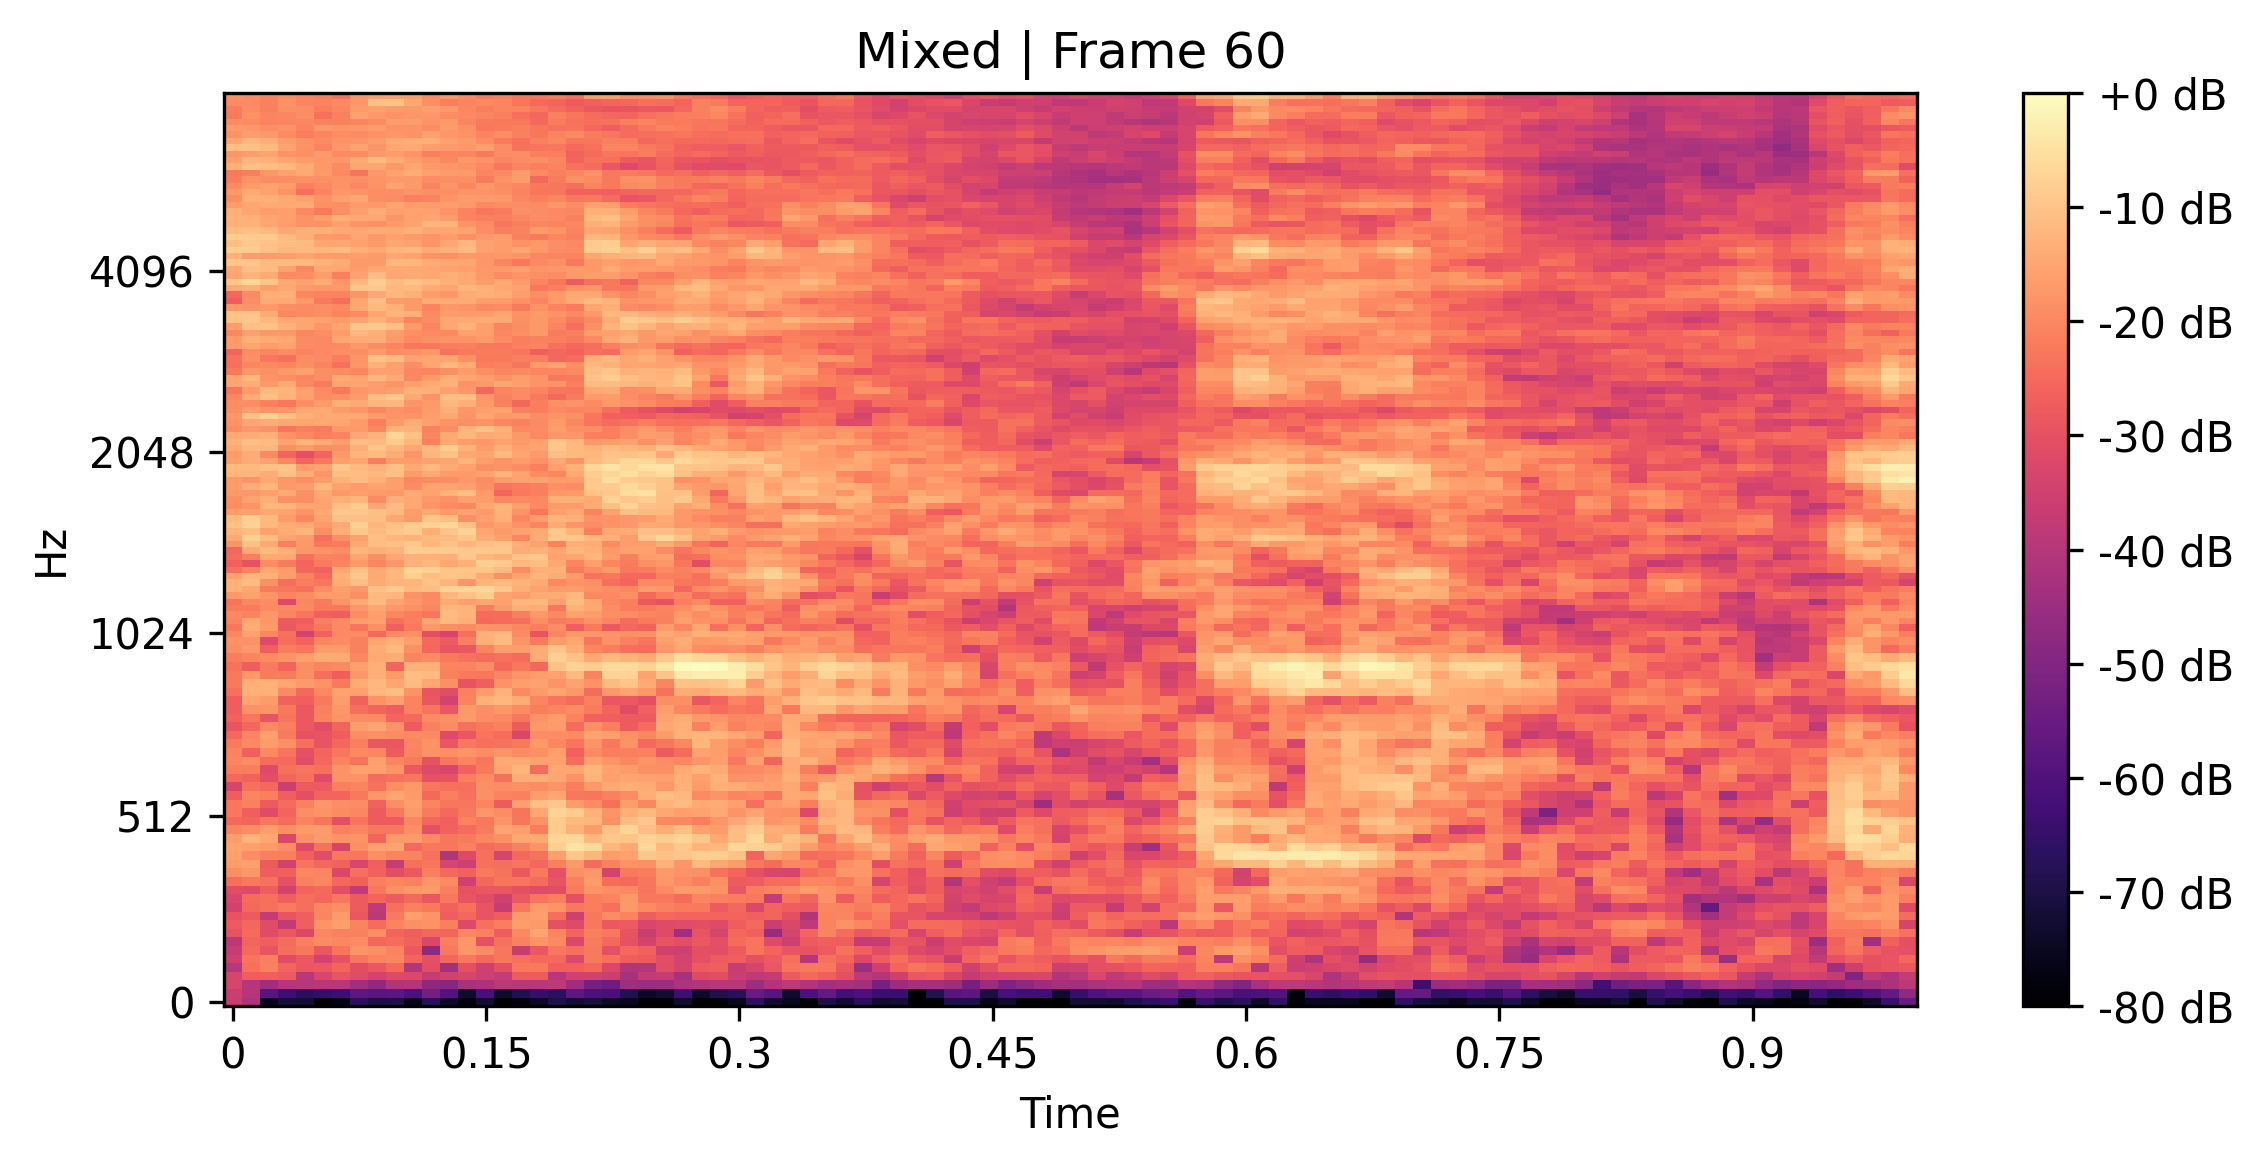 Mixed | Frame 60
+0 dB
-10 dB
-20 dB
-30 dB
-40 dB
-50 dB
-60 dB
-70 dB
-80 dB
4096
2048
1024
512
0
Hz
0 0.15 0.3 0.45 0.6 0.75 0.9
Time